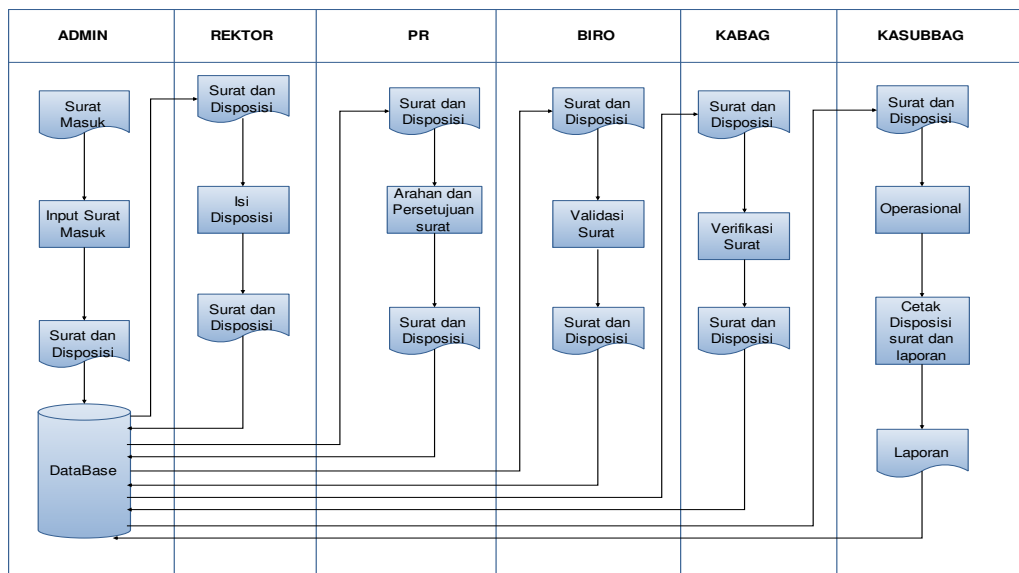 ADMIN
REKTOR
PR
BIRO
KABAG
KASUBBAG
Surat
Masuk
Input Surat
Masuk
Surat dan
Disposisi
DataBase
Surat dan
Disposisi
Isi
Disposisi
Surat dan
Disposisi
Surat dan
Disposisi
Arahan dan
Persetujuan
surat
Surat dan
Disposisi
Surat dan
Disposisi
Validasi
Surat
Surat dan
Disposisi
Surat dan
Disposisi
Verifikasi
Surat
Surat dan
Disposisi
Surat dan
Disposisi
Operasional
Cetak
Disposisi
surat dan
laporan
Laporan